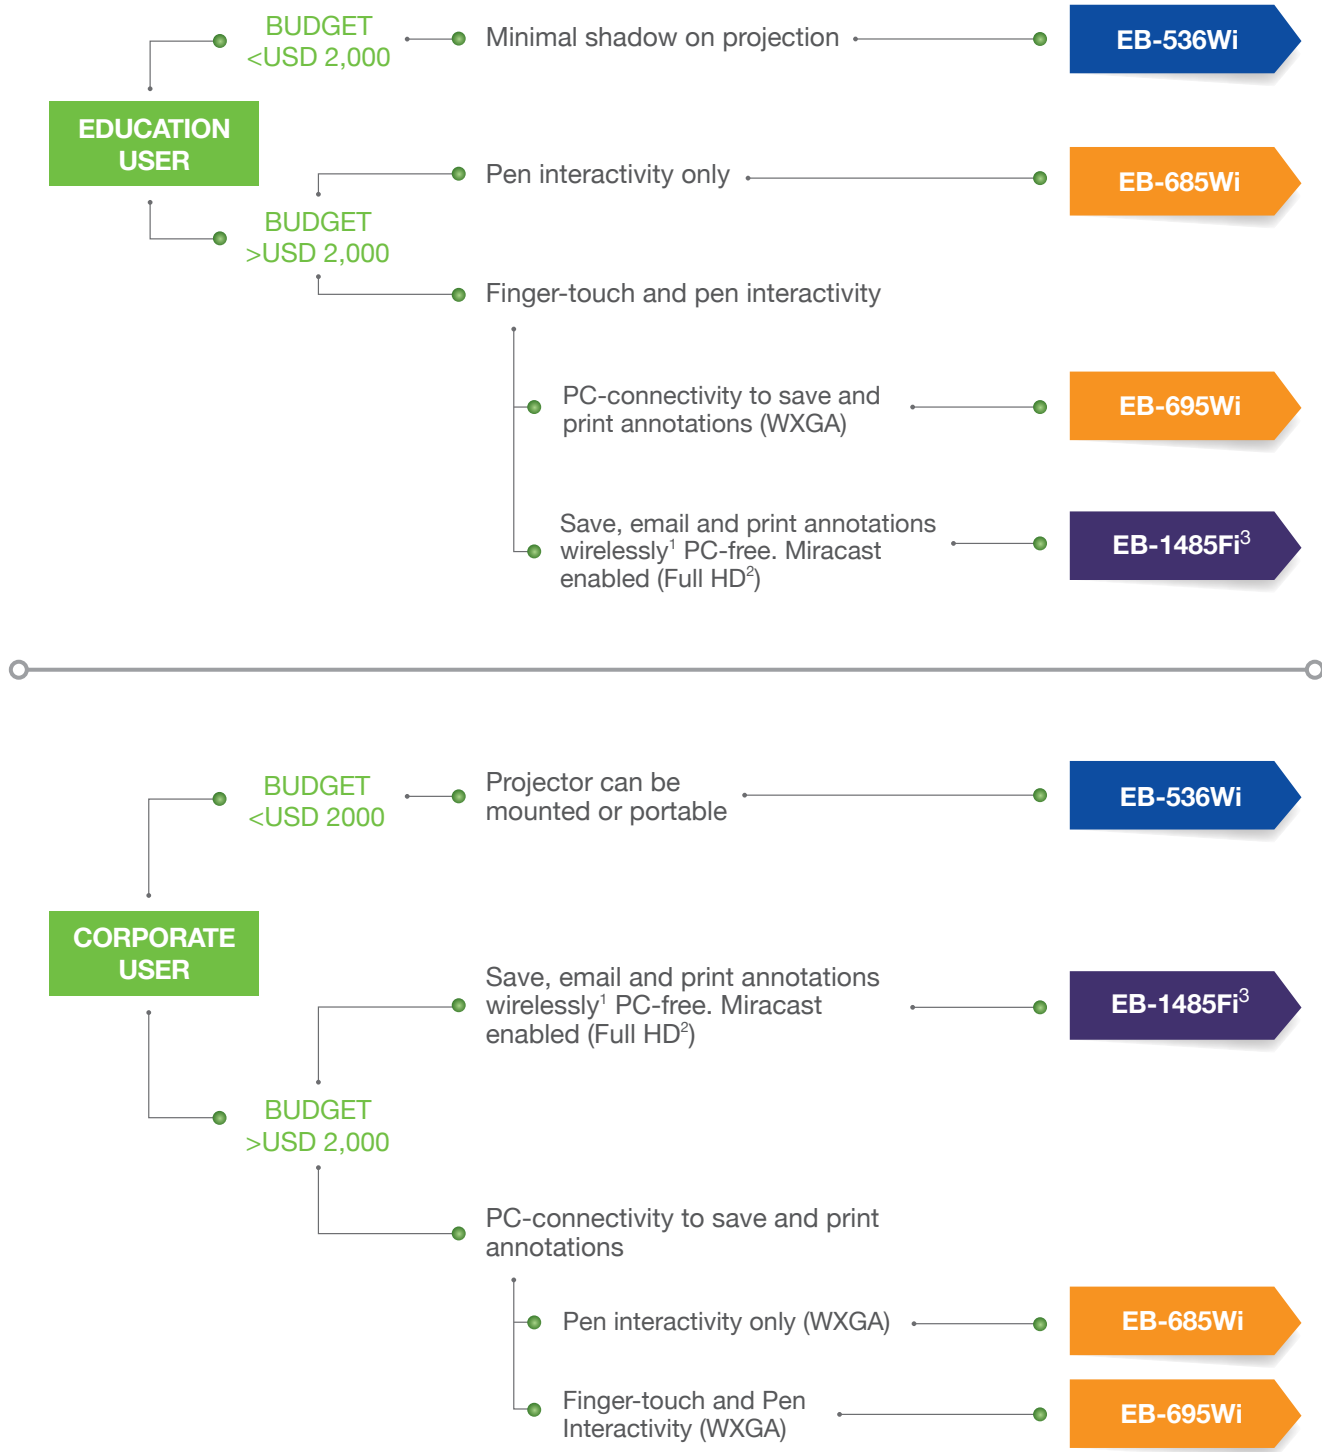 BUDGET
<USD 2,000
Minimal shadow on projection
EB-536Wi
EDUCATION
USER
Pen interactivity only
EB-685Wi
BUDGET
>USD 2,000
Finger-touch and pen interactivity
PC-connectivity to save and
print annotations (WXGA)
EB-695Wi
Save, email and print annotations
wirelessly¹ PC-free. Miracast
enabled (Full HD²)
EB-1485Fi³
BUDGET
<USD 2000
Projector can be
mounted or portable
EB-536Wi
CORPORATE
USER
Save, email and print annotations
wirelessly¹ PC-free. Miracast
enabled (Full HD²)
EB-1485Fi³
BUDGET
>USD 2,000
PC-connectivity to save and print
annotations
Pen interactivity only (WXGA)
EB-685Wi
Finger-touch and Pen
Interactivity (WXGA)
EB-695Wi